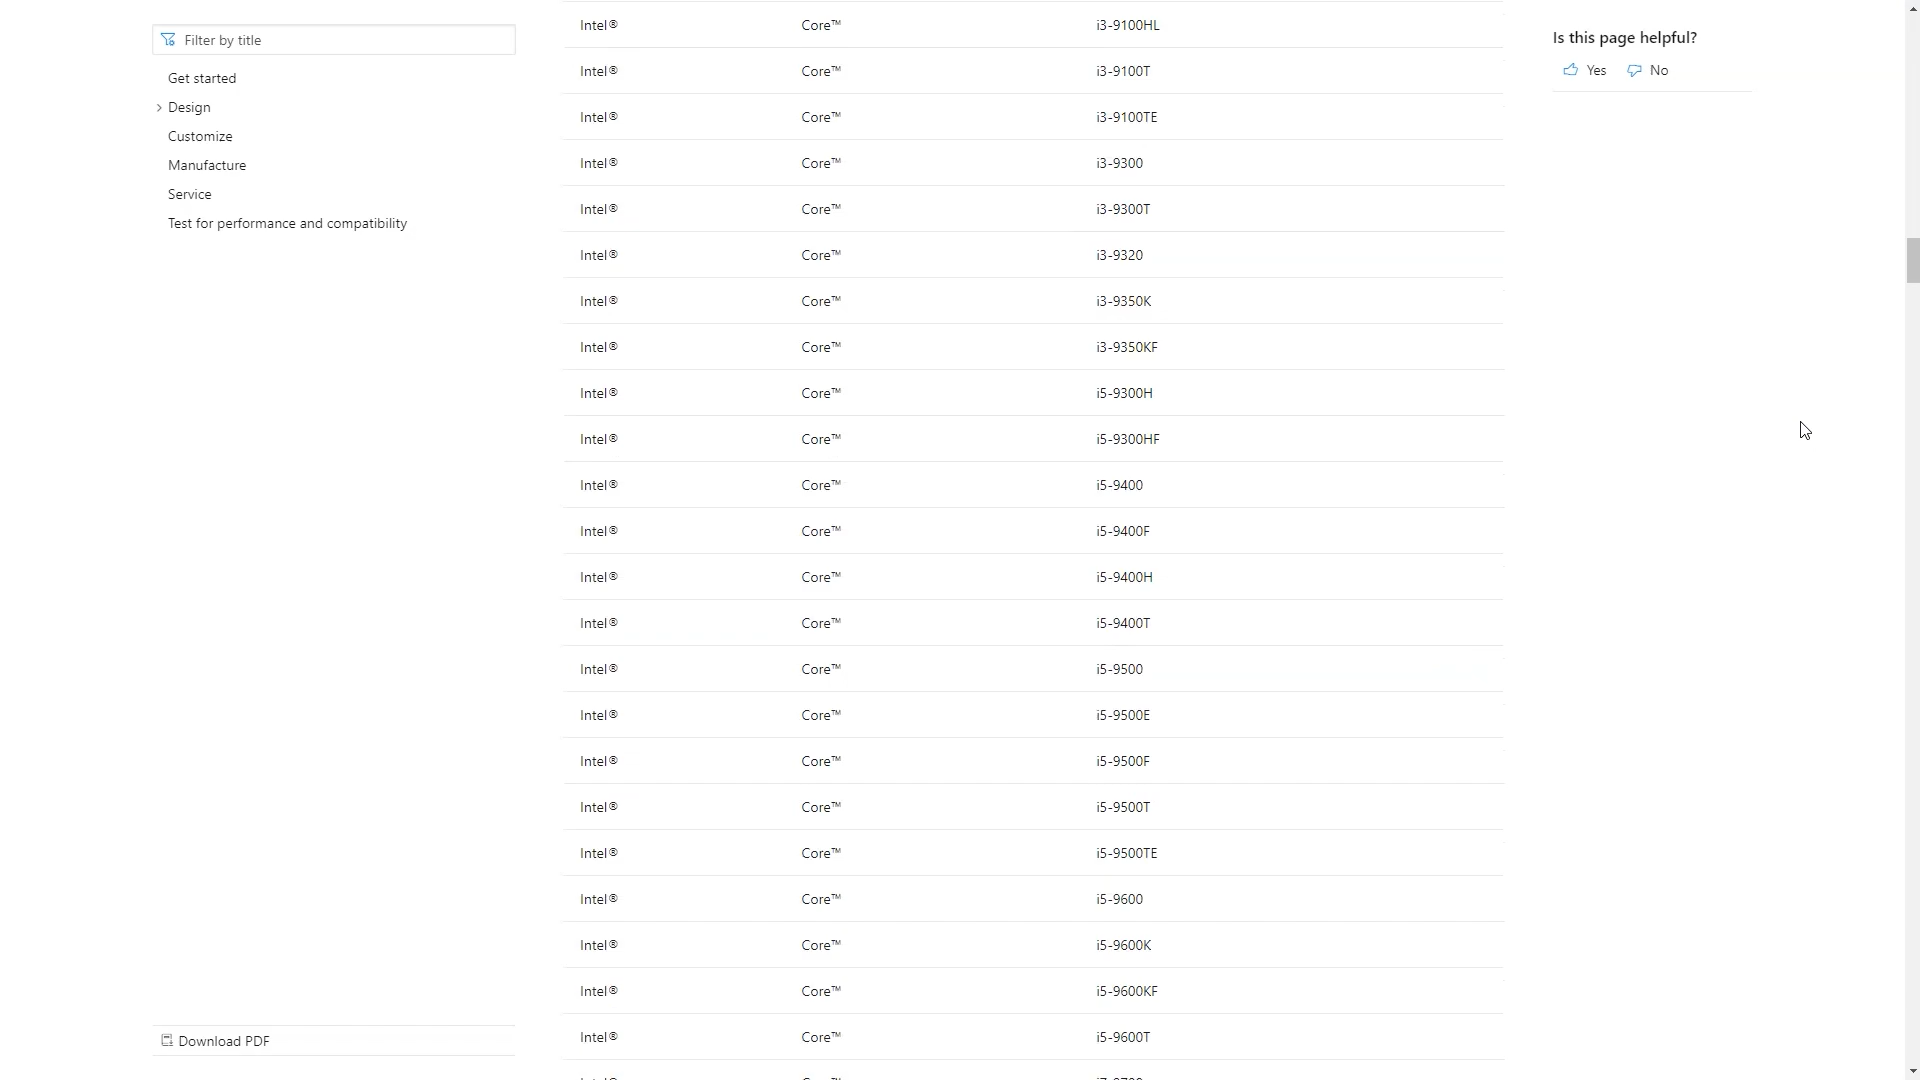 Filter by title
Get started
Design
Customize
Manufacture
Service
Test for performance and compatibility
Download PDF
Intel® Core™ i3-9100HL
Intel® Core™ i3-9100T
Intel® Core™ i3-9100TE
Intel® Core™ i3-9300
Intel® Core™ i3-9300T
Intel® Core™ i3-9320
Intel® Core™ i3-9350K
Intel® Core™ i3-9350KF
Intel® Core™ i5-9300H
Intel® Core™ i5-9300HF
Intel® Core™ i5-9400
Intel® Core™ i5-9400F
Intel® Core™ i5-9400H
Intel® Core™ i5-9400T
Intel® Core™ i5-9500
Intel® Core™ i5-9500E
Intel® Core™ i5-9500F
Intel® Core™ i5-9500T
Intel® Core™ i5-9500TE
Intel® Core™ i5-9600
Intel® Core™ i5-9600K
Intel® Core™ i5-9600KF
Intel® Core™ i5-9600T
Is this page helpful?
Yes No